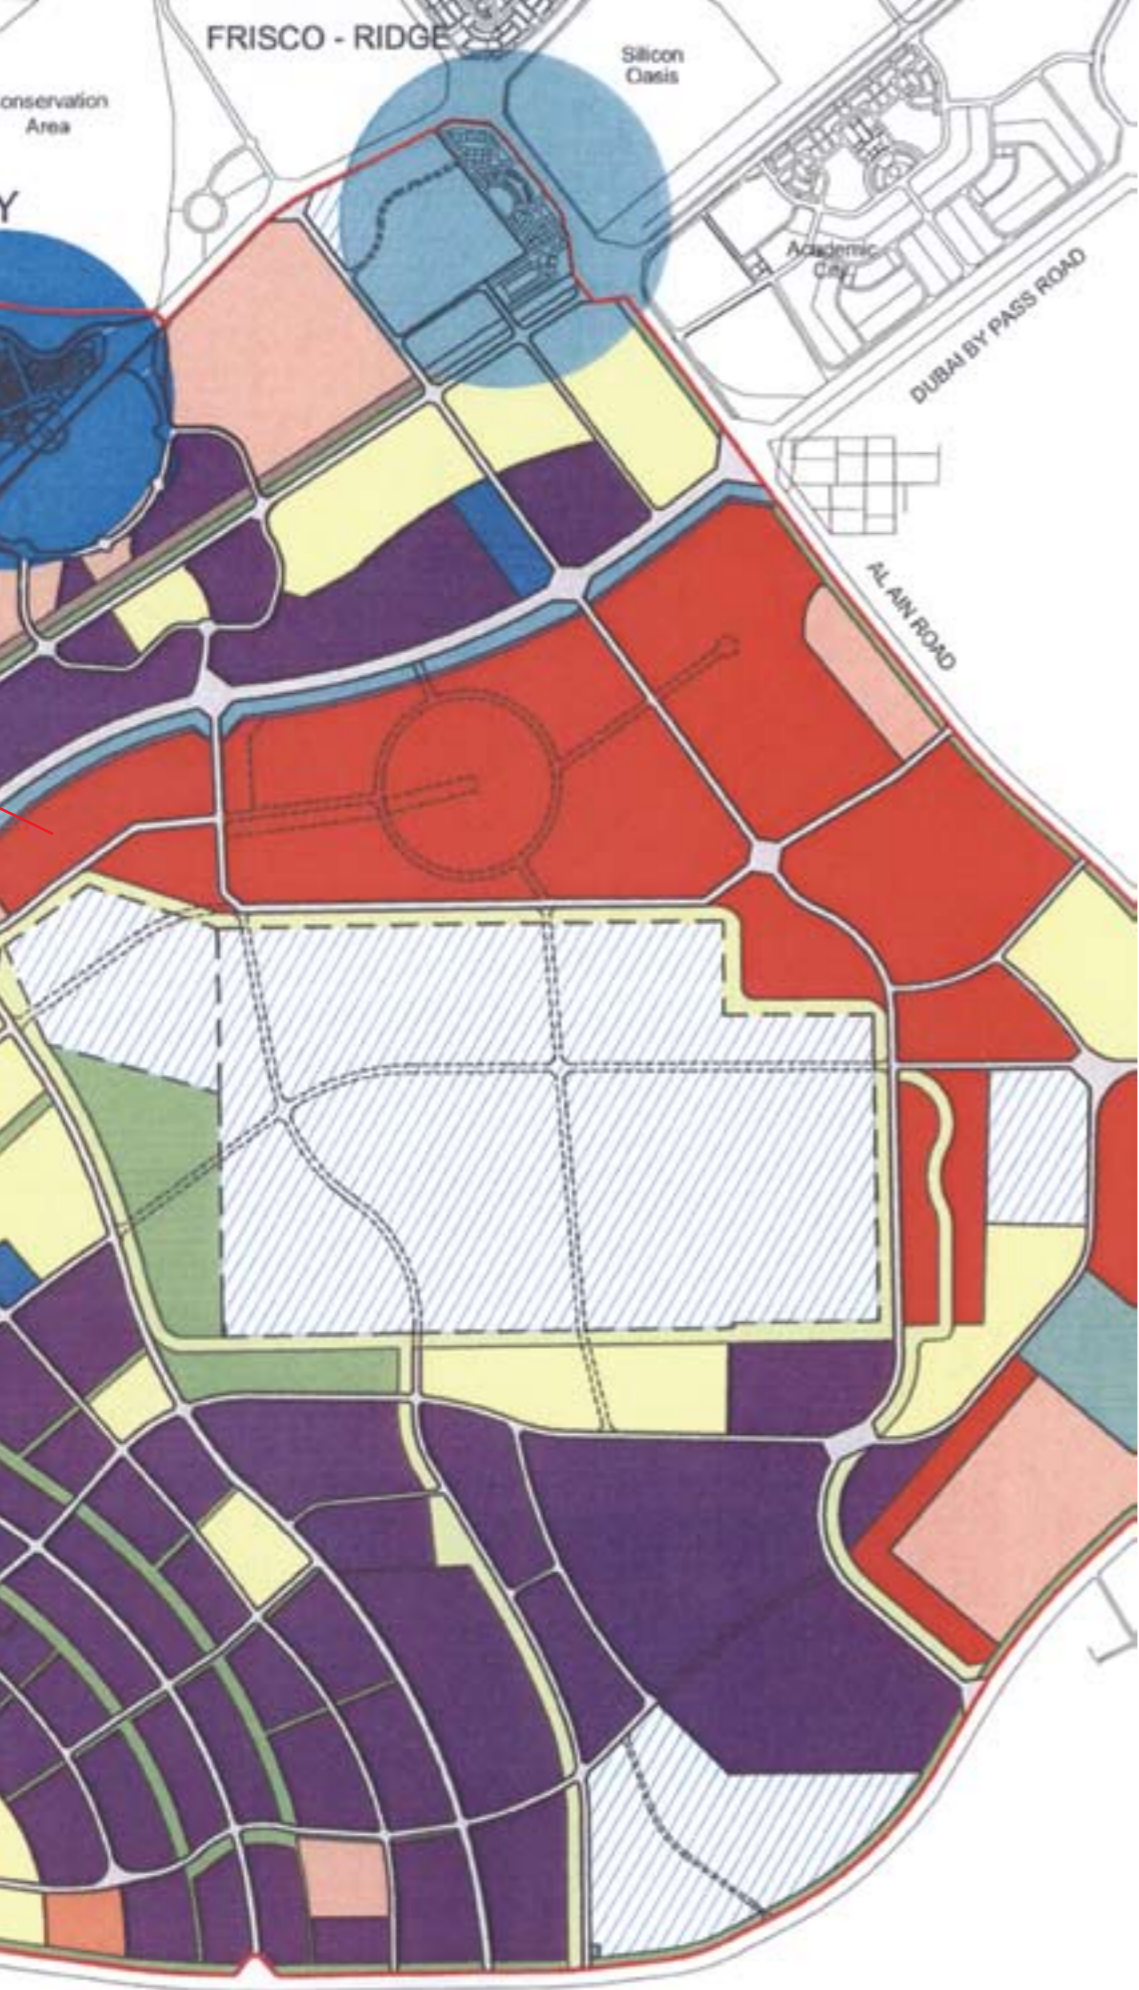 FRISCO - RIDGE
Silicon
Oasis
onservation
Area
Y
Academic
City
DUBAI BY PASS ROAD
AL AIN ROAD